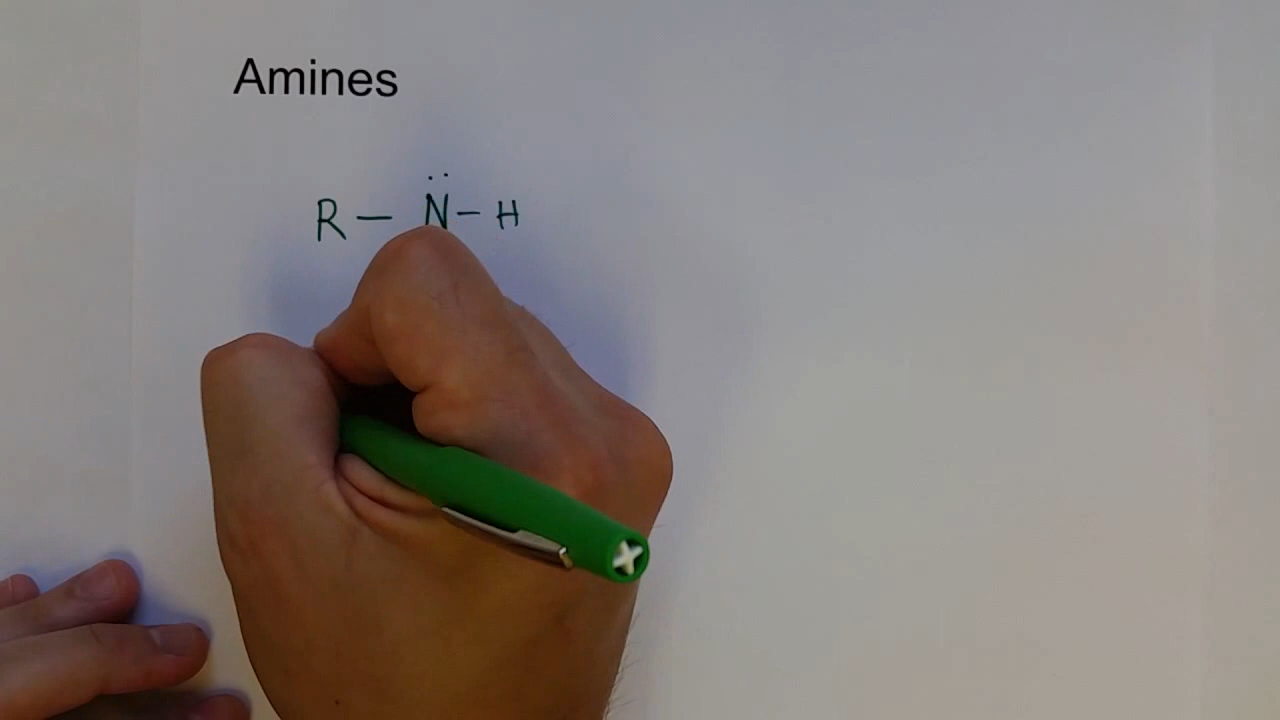 Amines
R — N̈ — H